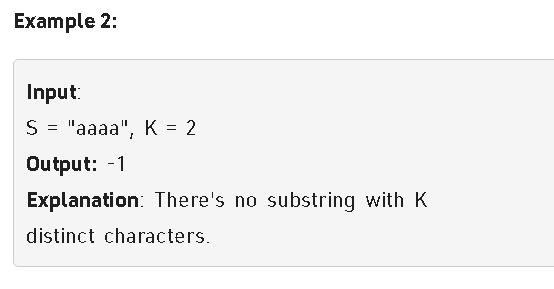 Example 2:
Input:
S = "aaaa", K = 2
Output: -1
Explanation: There's no substring with K
distinct characters.